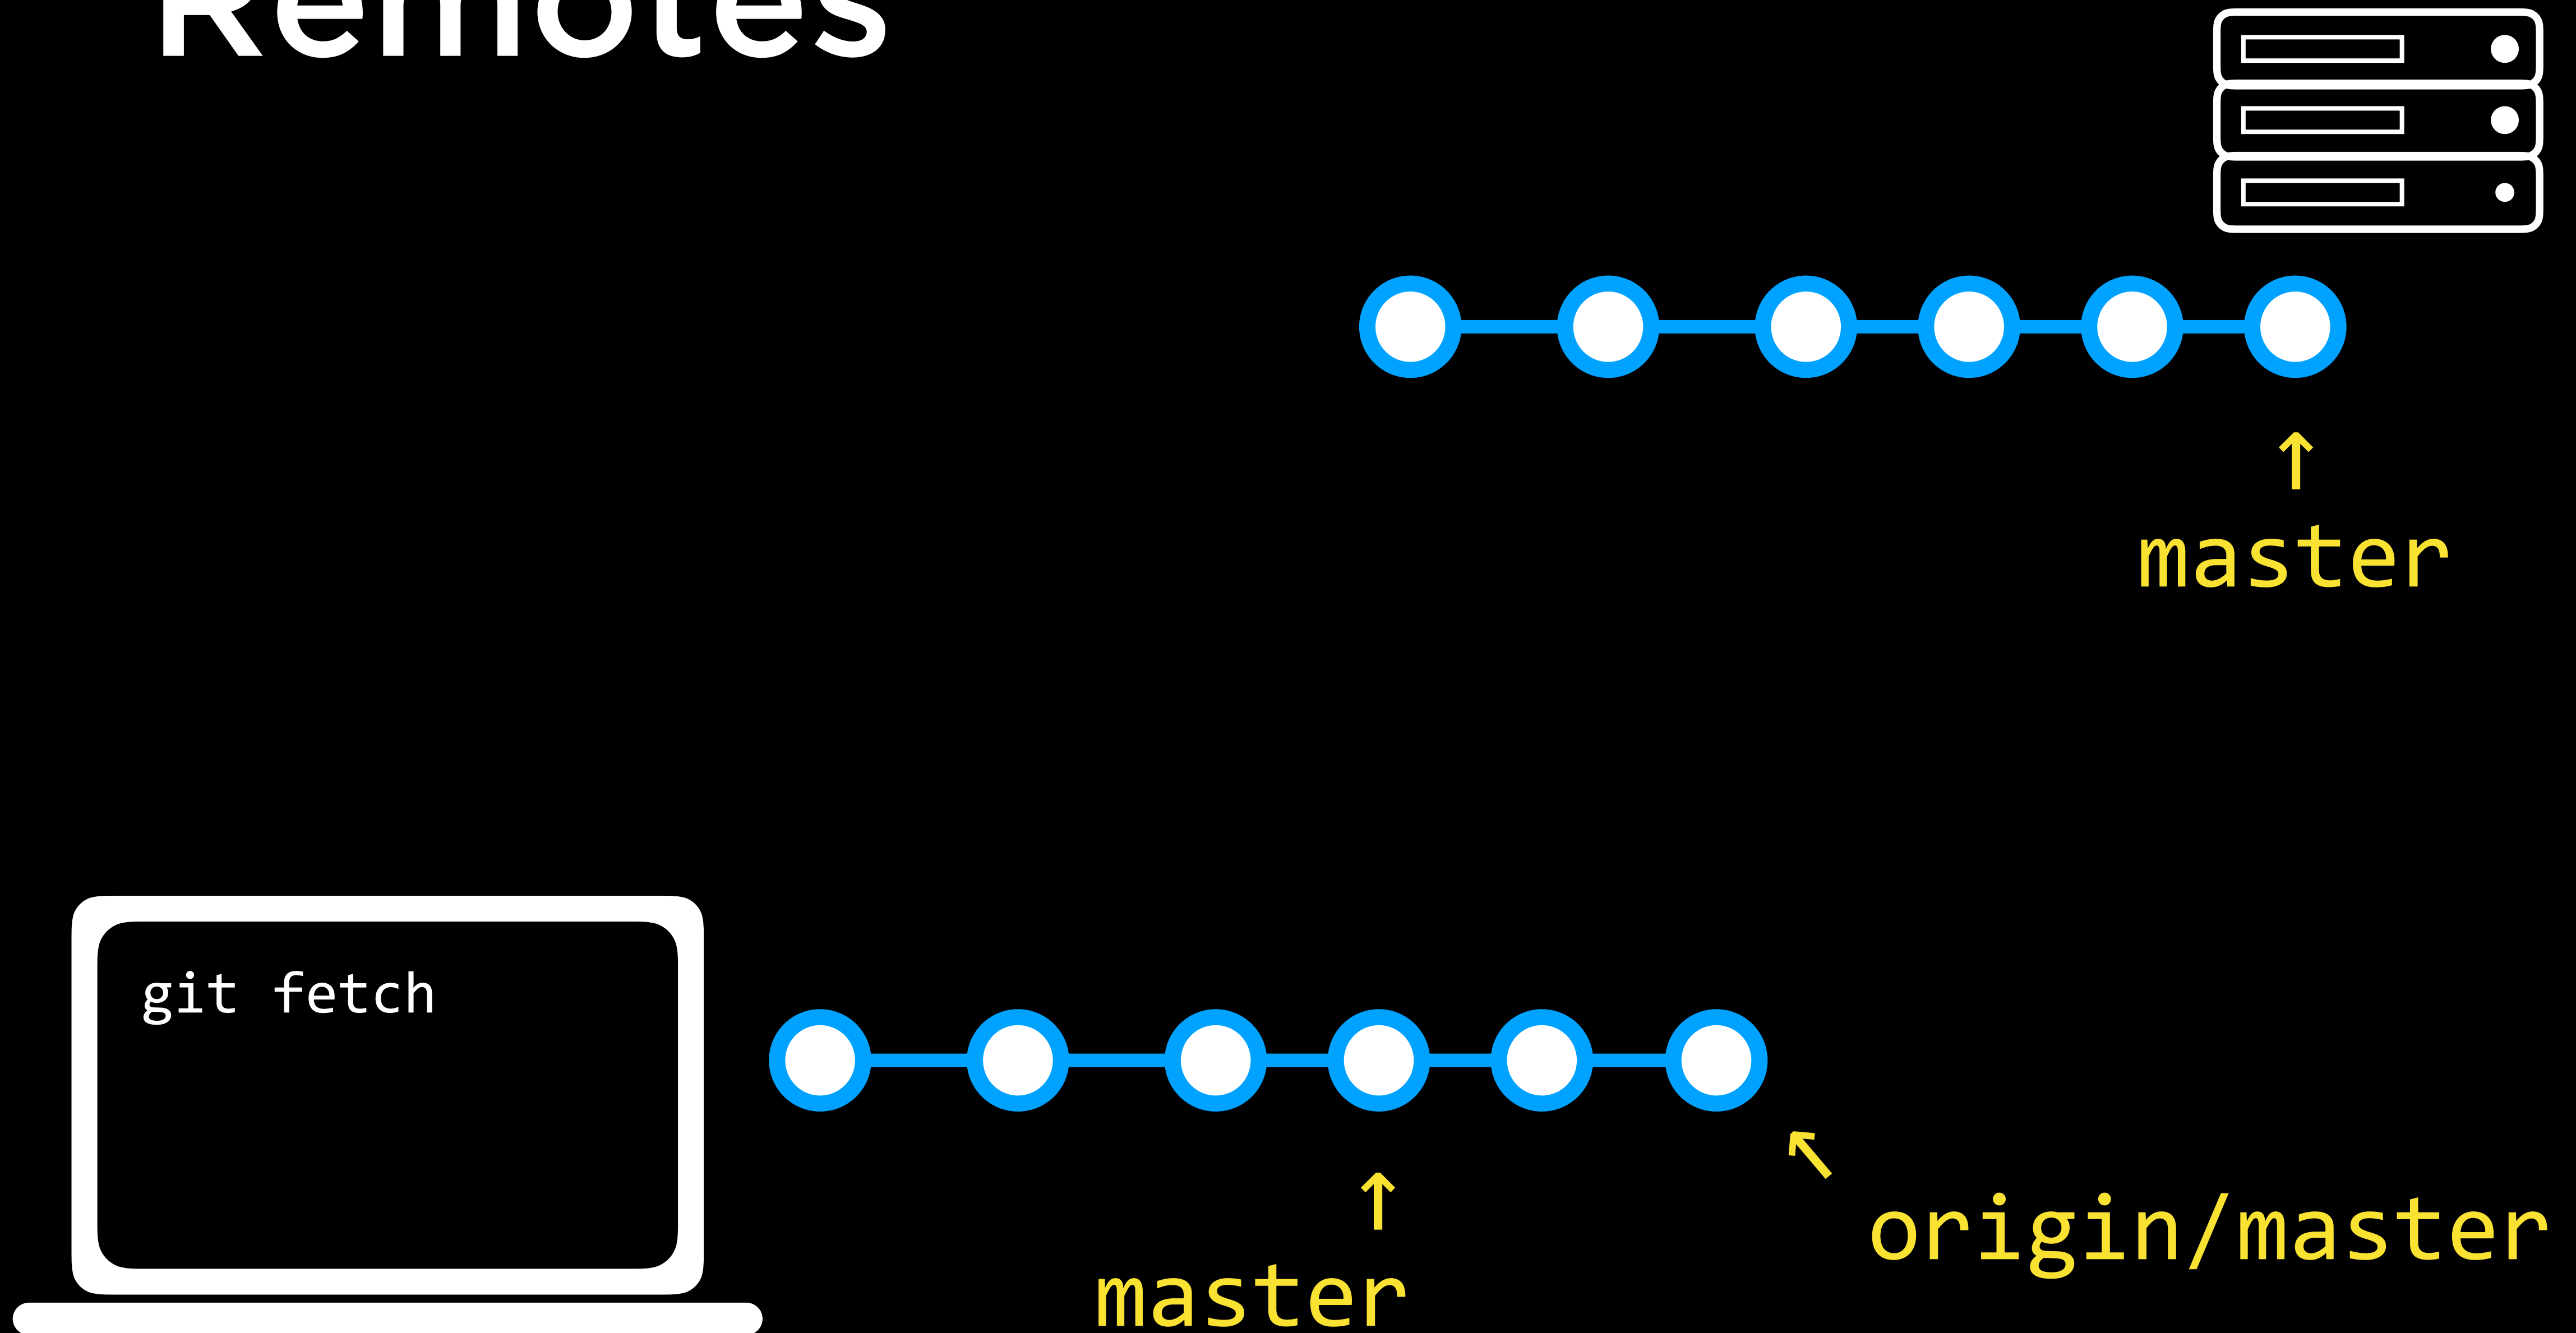 Remotes
↑
master
git fetch
↑
master
↖
origin/master